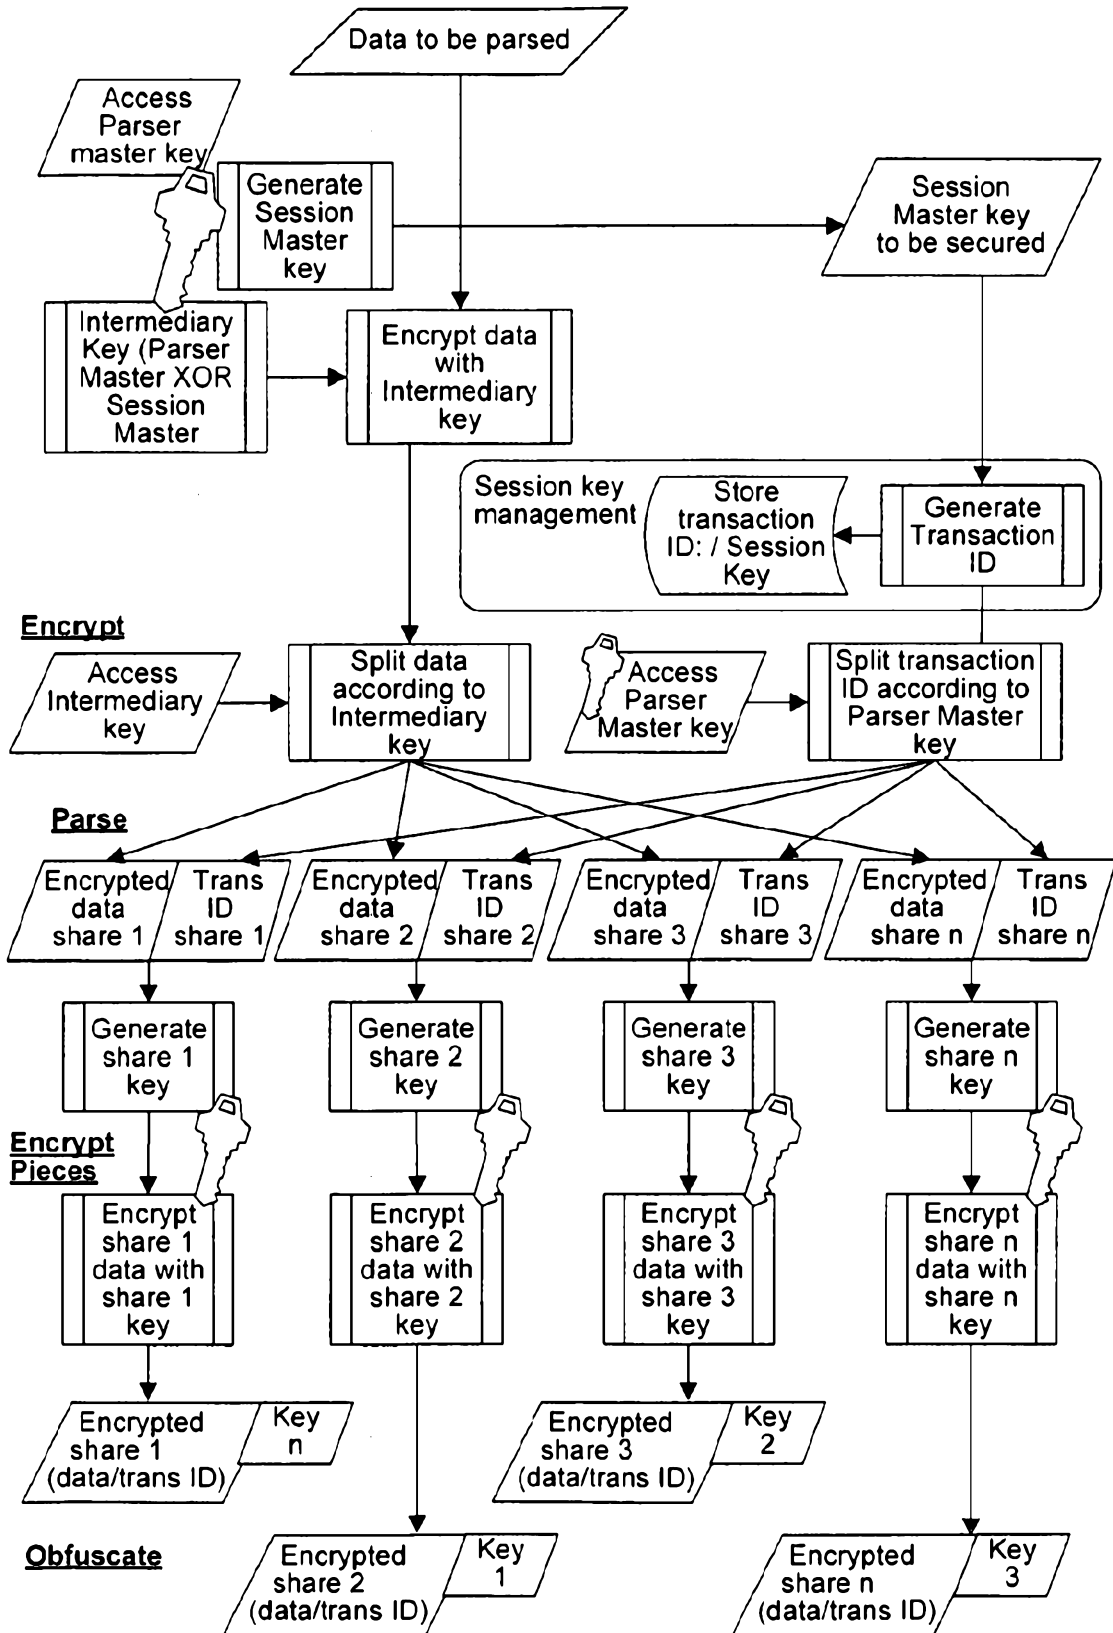 Data to be parsed
Access
Parser
master key
Generate
Session
Master
key
Session
Master key
to be secured
Intermediary
Key (Parser
Master XOR
Session
Master
Encrypt data
with
Intermediary
key
Session key
management
Store
transaction
ID: / Session
Key
Generate
Transaction
ID
Encrypt
Access
Intermediary
key
Split data
according to
Intermediary
key
Access
Parser
Master key
Split transaction
ID according to
Parser Master
key
Parse
Encrypted
data
share 1
Trans
ID
share 1
Encrypted
data
share 2
Trans
ID
share 2
Encrypted
data
share 3
Trans
ID
share 3
Encrypted
data
share n
Trans
ID
share n
Generate
share 1
key
Generate
share 2
key
Generate
share 3
key
Generate
share n
key
Encrypt
Pieces
Encrypt
share 1
data with
share 1
key
Encrypt
share 2
data with
share 2
key
Encrypt
share 3
data with
share 3
key
Encrypt
share n
data with
share n
key
Encrypted
share 1
(data/trans ID)
Key
n
Encrypted
share 3
(data/trans ID)
Key
2
Obfuscate
Encrypted
share 2
(data/trans ID)
Key
1
Encrypted
share n
(data/trans ID)
Key
3